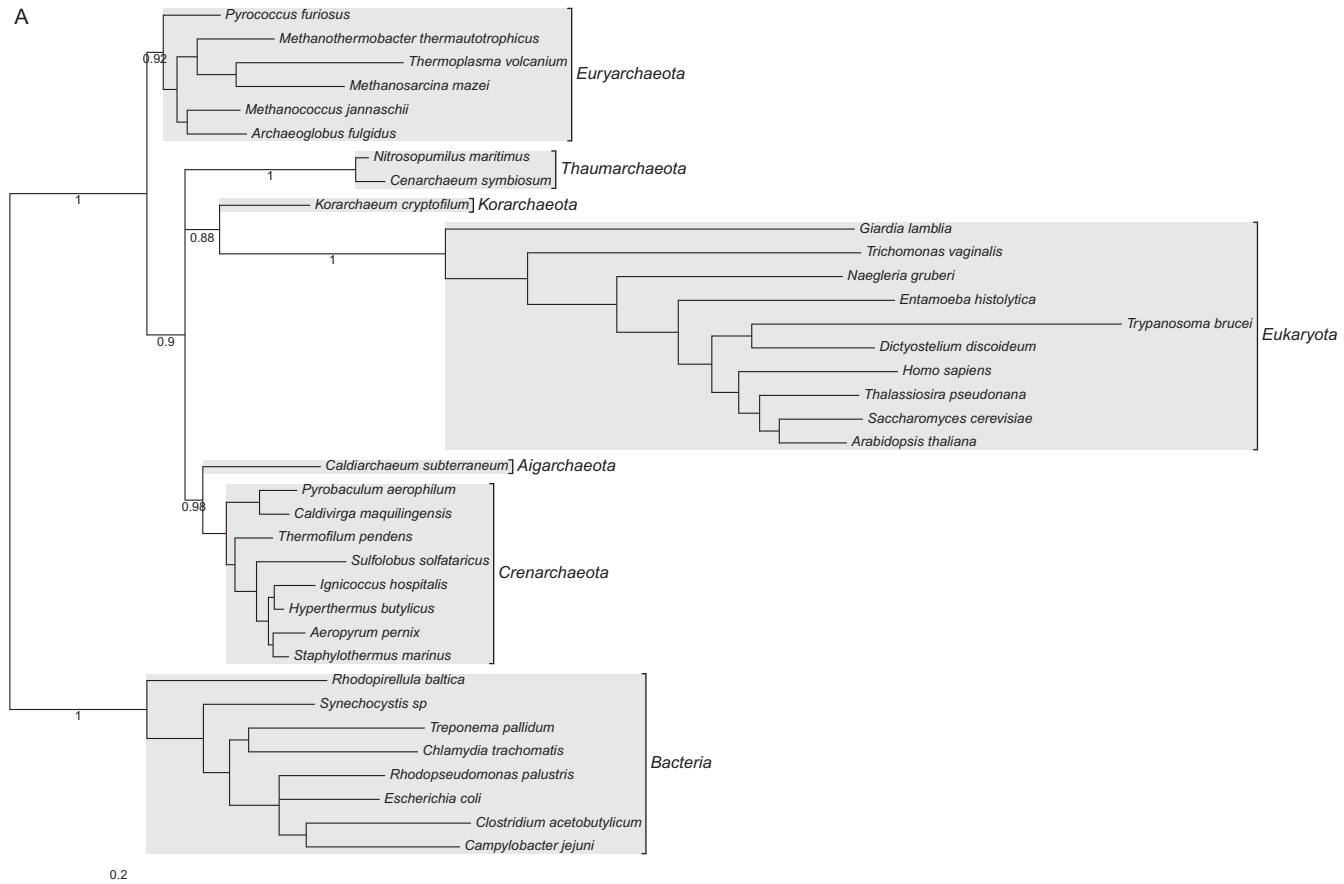 A
Pyrococcus furiosus
Methanothermobacter thermautotrophicus
0.92
Thermoplasma volcanium
Euryarchaeota
Methanosarcina mazei
Methanococus jannaschii
Archaeoglobus fulgidus
Nitrosopumilus maritimus
Thaumarchaeota
1
Cenarchaeum symbiosum
1
Korarchaeum cryptofilum
Korarchaeota
Giardia lamblia
0.88
Trichomonas vaginalis
1
Naegleria gruberi
Entamoeba histolytica
Trypanosoma brucei
Eukaryota
0.9
Dictyostelium discoideum
Homo sapiens
Thalassiosira pseudonana
Saccharomyces cerevisiae
Arabidopsis thaliana
Caldiarchaeum subterraneum
Aigarchaeota
Pyrobaculum aerophilum
0.98
Caldivirga maquilingensis
Thermofilum pendens
Sulfolobus solfataricus
Crenarchaeota
Ignicoccus hospitalis
Hyperthermus butylicus
Aeropyrum pernix
Staphylothermus marinus
Rhodopirellula baltica
Synechocystis sp
1
Treponema pallidum
Chlamydia trachomatis
Bacteria
Rhodopseudomonas palustris
Escherichia coli
Clostridium acetobutylicum
Campylobacter jejuni
0.2